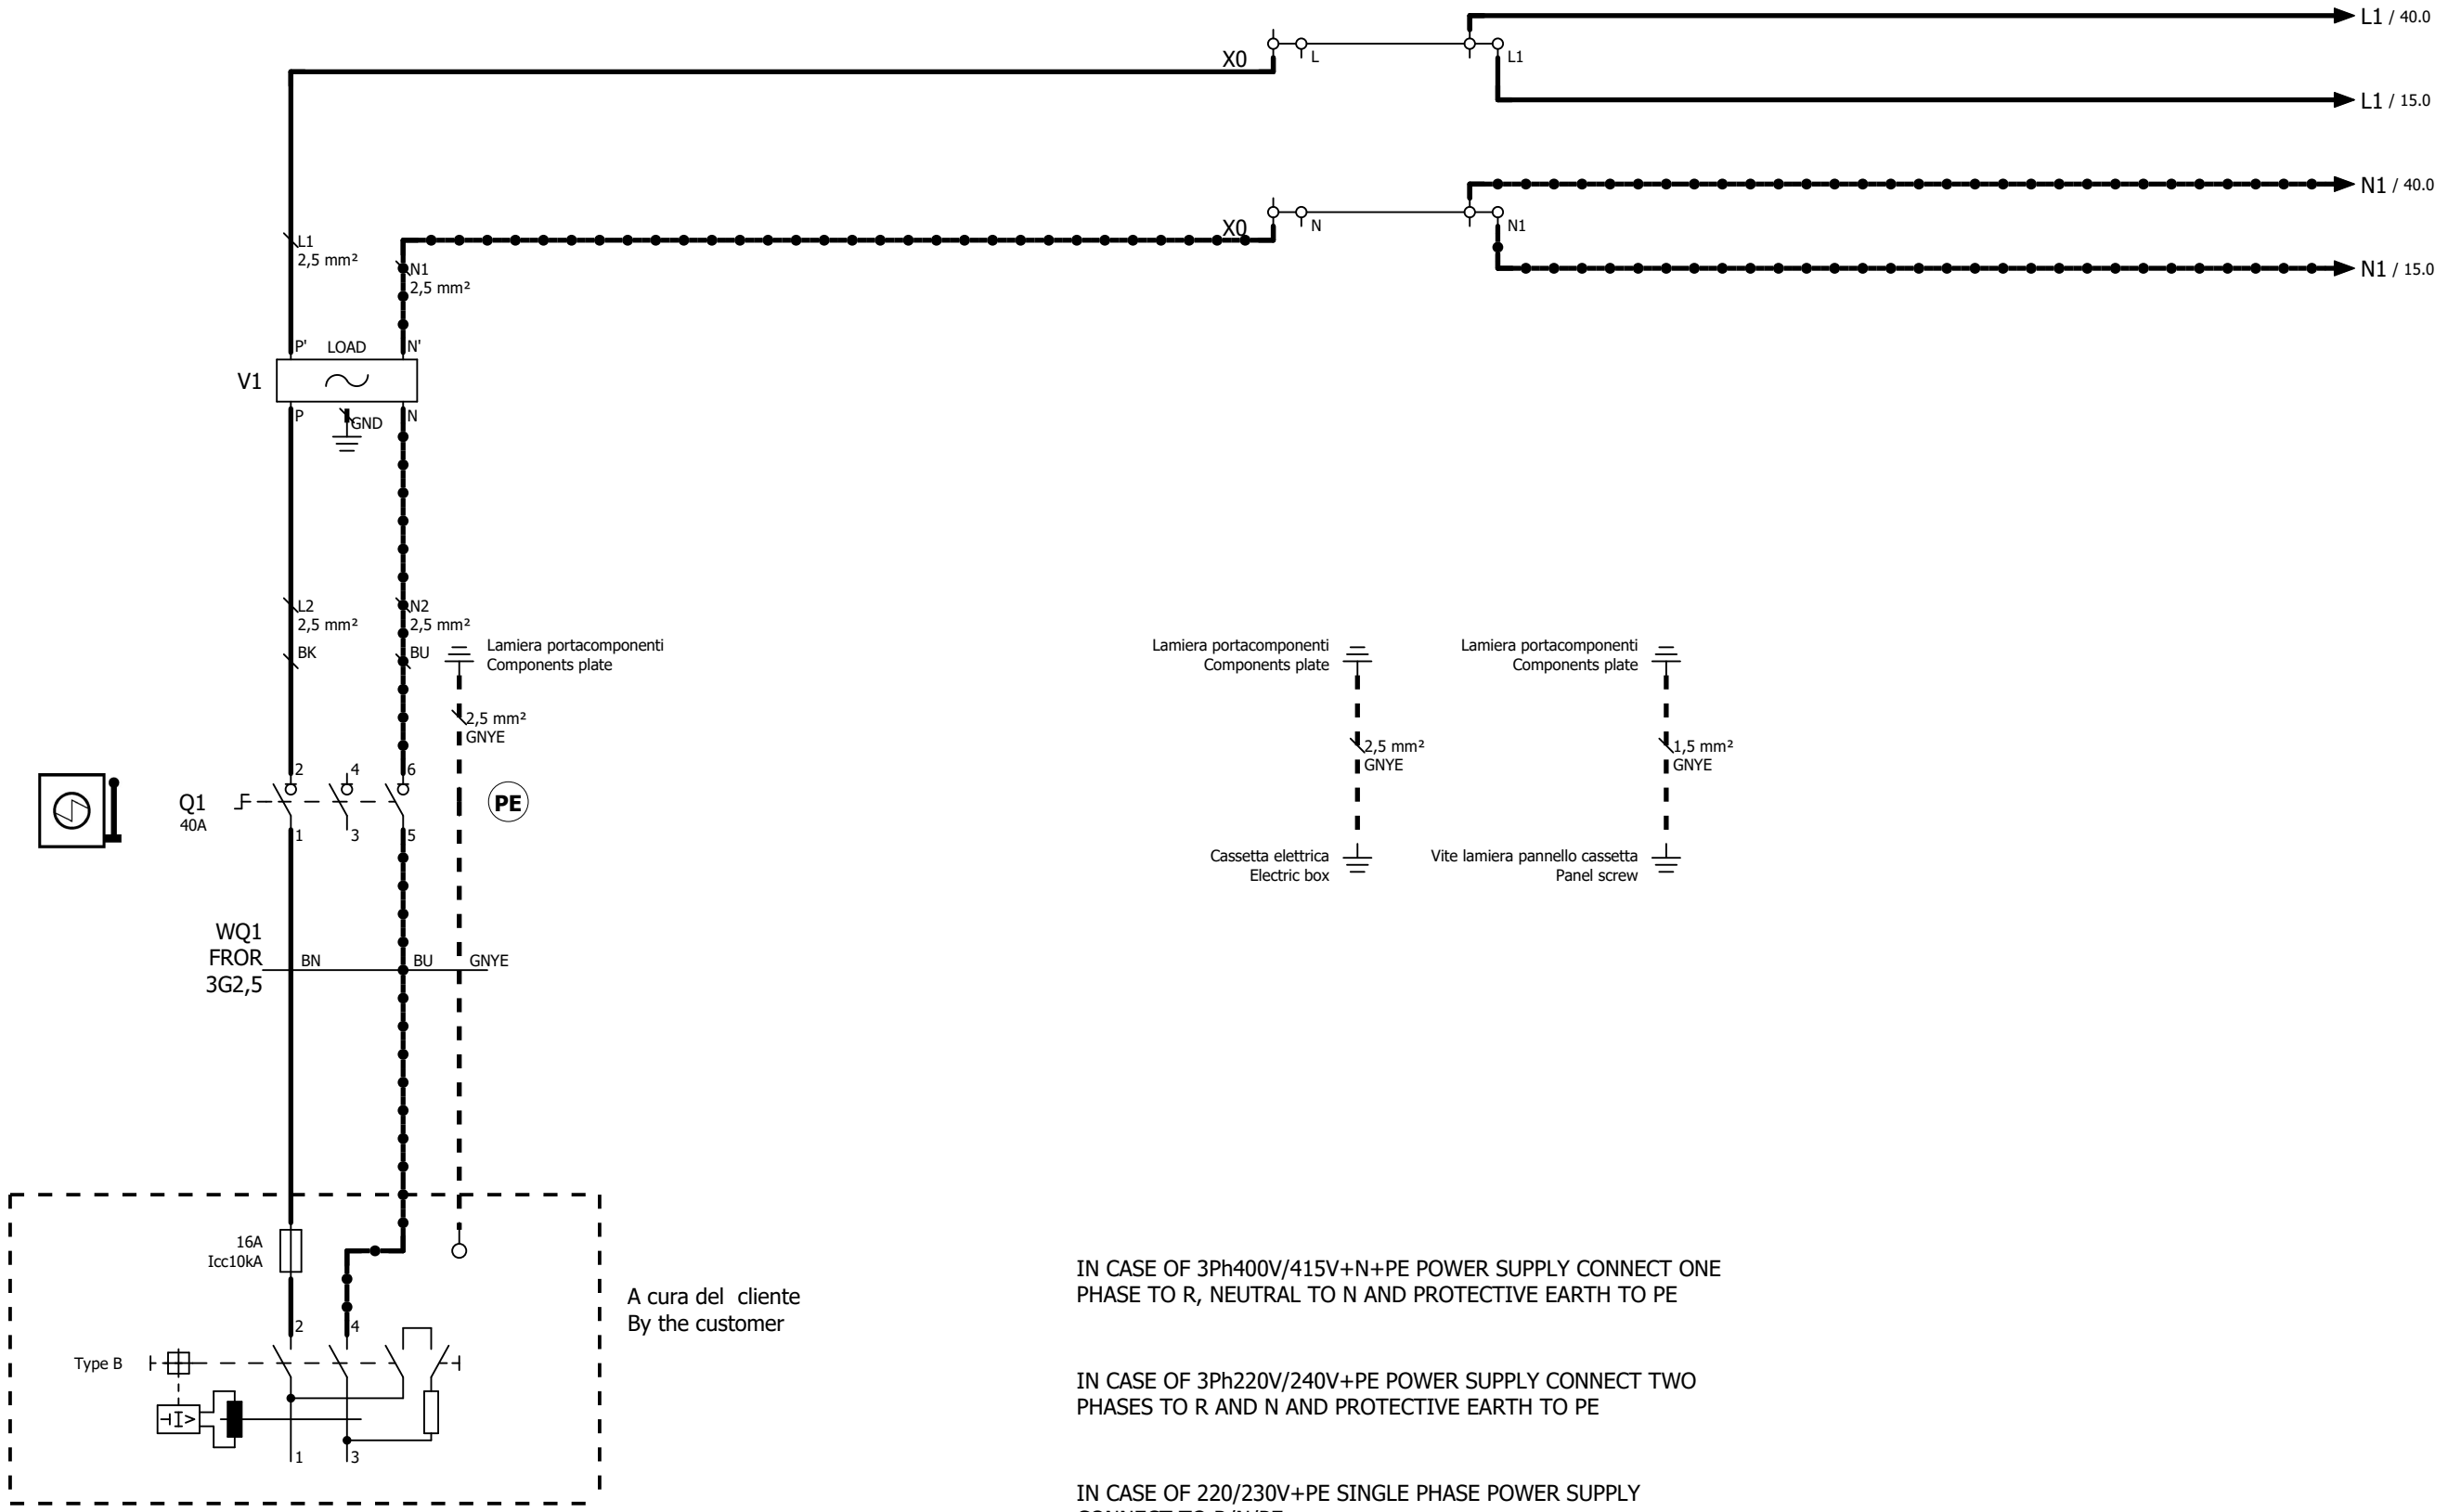 L1 / 40.0
X0
L
L1
L1 / 15.0
N1 / 40.0
X0
N
N1
N1 / 15.0
L1
2,5 mm²
N1
2,5 mm²
P' LOAD N'
V1
P
GND
N
L2
2,5 mm²
N2
2,5 mm²
BK
BU
Lamiera portacomponenti
Components plate
2,5 mm²
GNYE
Lamiera portacomponenti
Components plate
2,5 mm²
GNYE
Cassetta elettrica
Electric box
Lamiera portacomponenti
Components plate
1,5 mm²
GNYE
Vite lamiera pannello cassetta
Panel screw
2 4 6
Q1
40A
PE
1 3 5
WQ1
FROR
3G2,5
BN BU GNYE
16A
Icc10kA
A cura del cliente
By the customer
2 4
Type B
I>
1 3
IN CASE OF 3Ph400V/415V+N+PE POWER SUPPLY CONNECT ONE
PHASE TO R, NEUTRAL TO N AND PROTECTIVE EARTH TO PE
IN CASE OF 3Ph220V/240V+PE POWER SUPPLY CONNECT TWO
PHASES TO R AND N AND PROTECTIVE EARTH TO PE
IN CASE OF 220/230V+PE SINGLE PHASE POWER SUPPLY